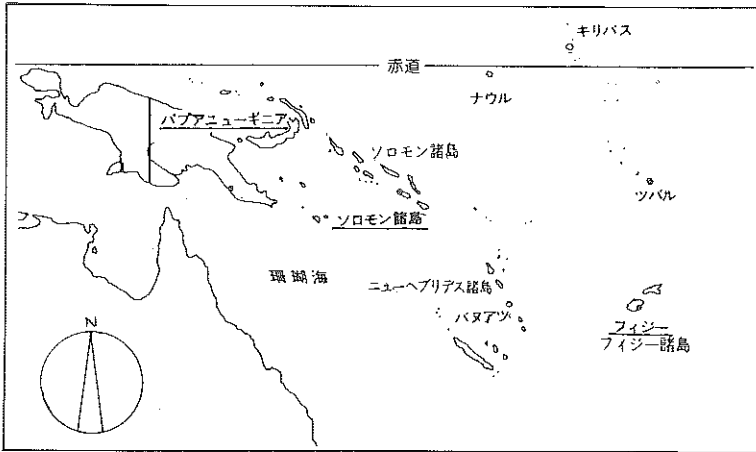 キリバス
赤道
ナウル
パプアニューギニア
ソロモン諸島
ツバル
ソロモン諸島
珊瑚海
ニューヘブリデス諸島
バヌアツ
フィジー
フィジー諸島
N